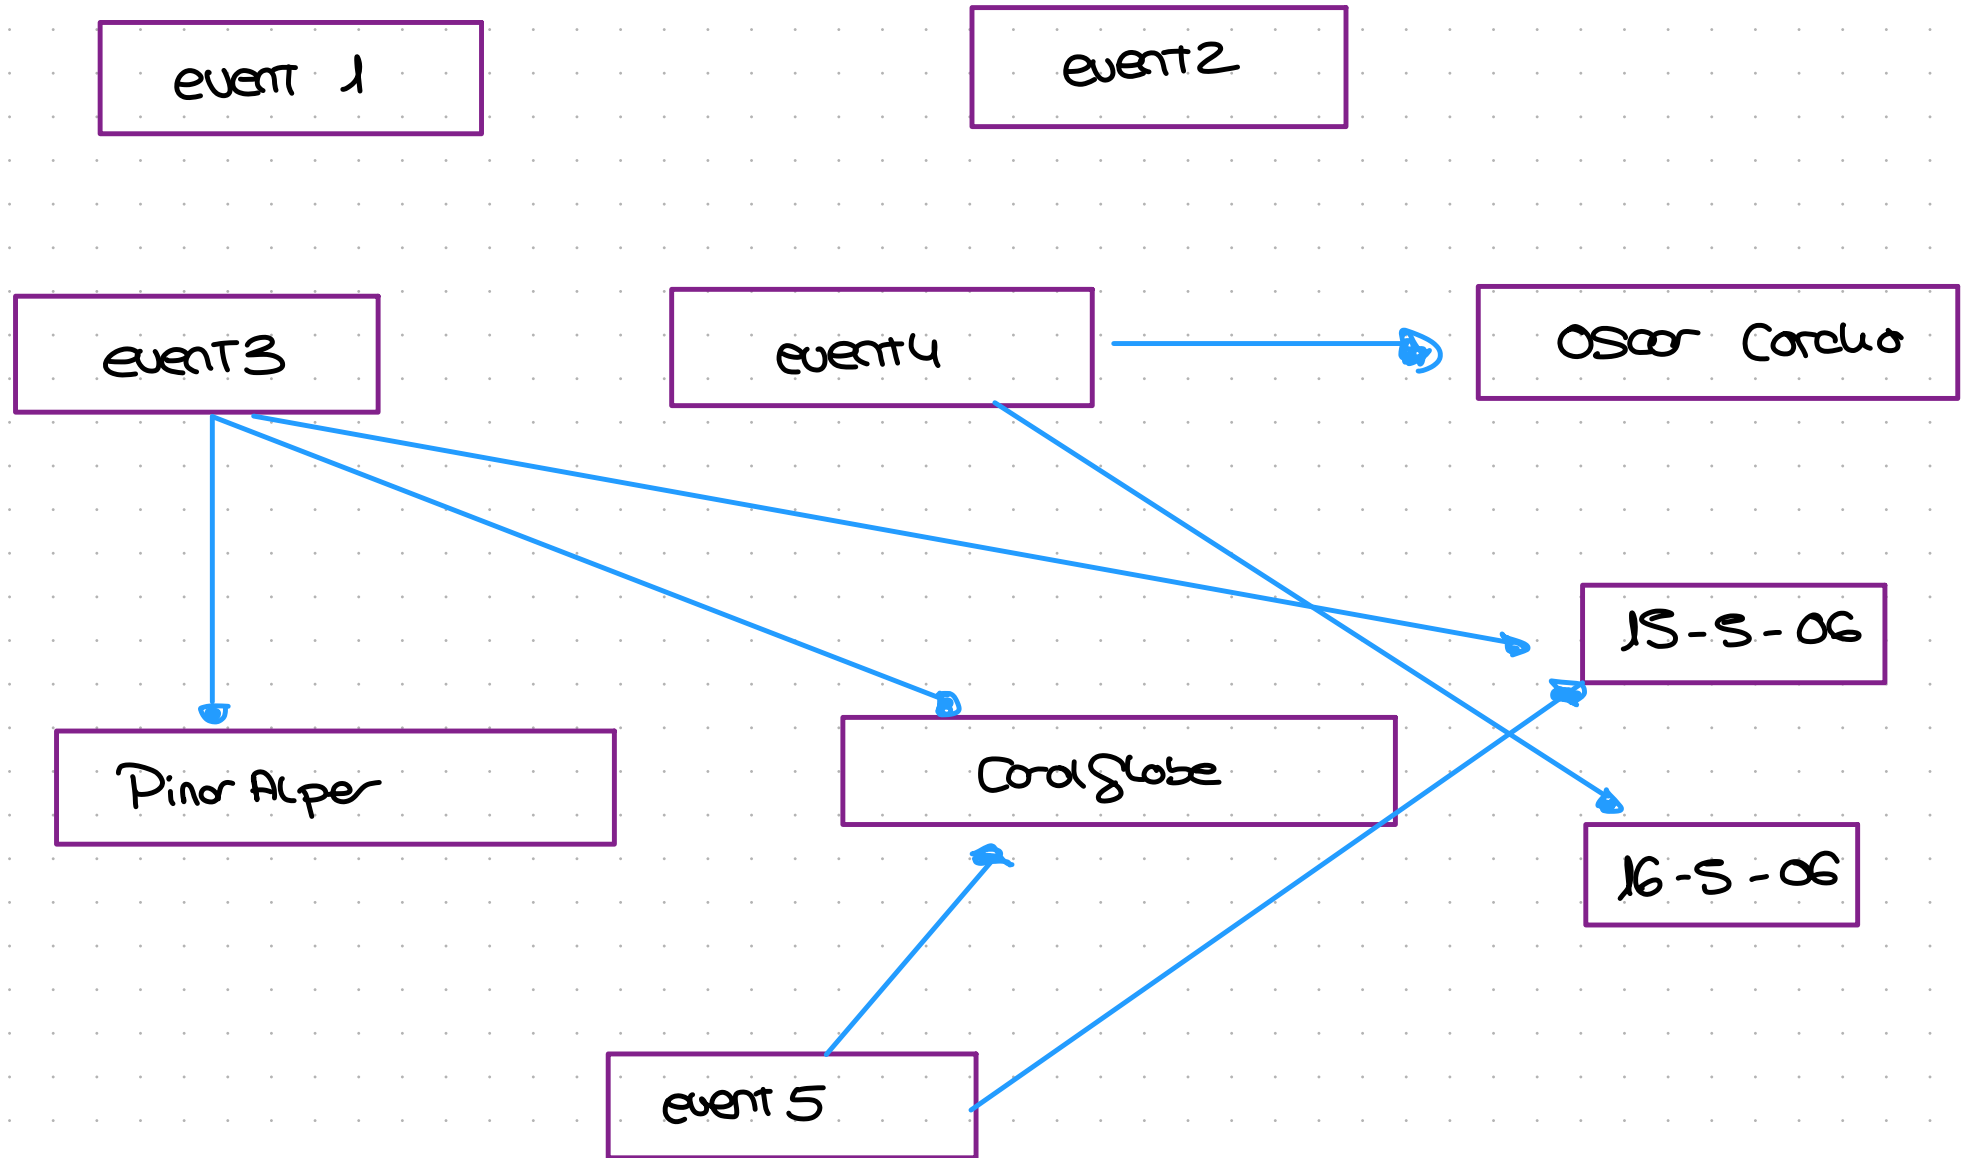 event 1
event2
event3
event4
Oscar Corcho
15-5-06
Pinar Alper
CoralGlobe
16-5-06
event 5